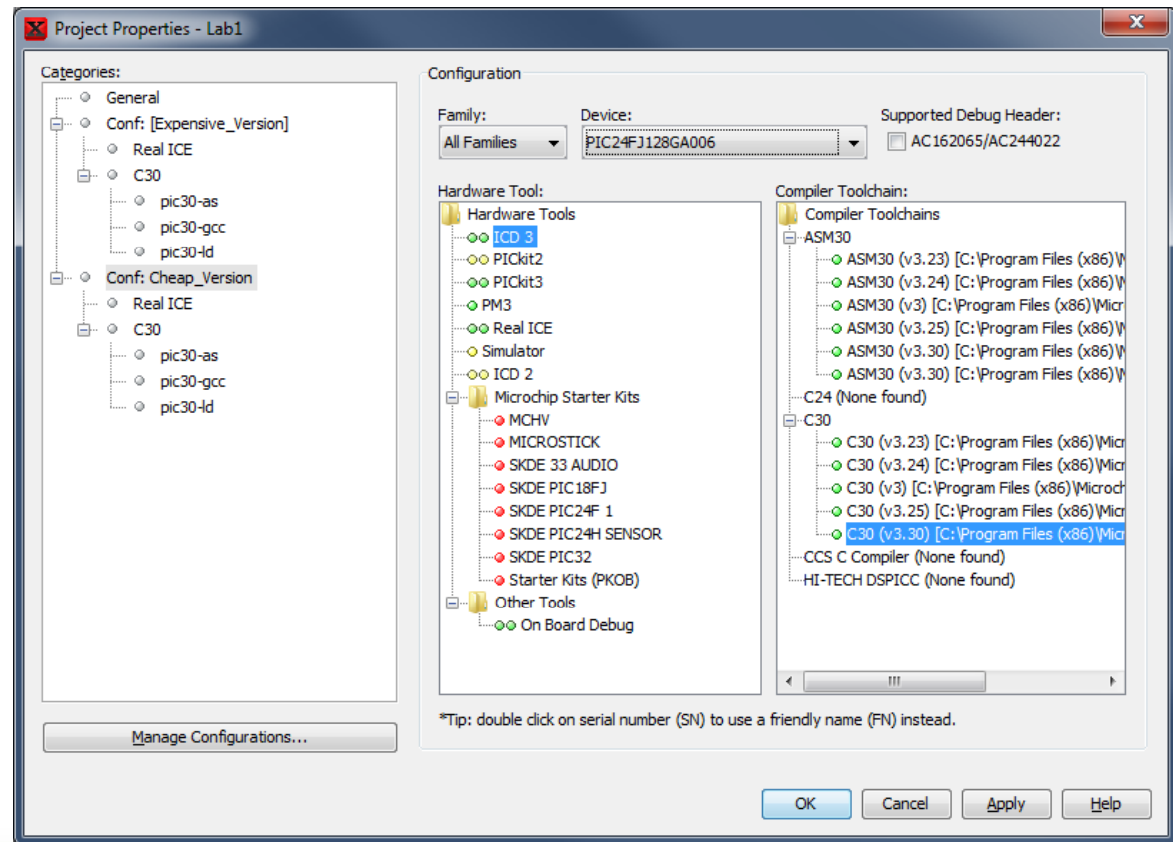 Project Properties - Lab1
Categories:
General
Conf: [Expensive_Version]
Real ICE
C30
pic30-as
pic30-gcc
pic30-ld
Conf: Cheap_Version
Real ICE
C30
pic30-as
pic30-gcc
pic30-ld
Manage Configurations...
Configuration
Family:
All Families
Device:
PIC24FJ128GA006
Supported Debug Header:
AC162065/AC244022
Hardware Tool:
Hardware Tools
ICD 3
PICkit2
PICkit3
PM3
Real ICE
Simulator
ICD 2
Microchip Starter Kits
MCHV
MICROSTICK
SKDE 33 AUDIO
SKDE PIC18FJ
SKDE PIC24F 1
SKDE PIC24H SENSOR
SKDE PIC32
Starter Kits (PKOB)
Other Tools
On Board Debug
Compiler Toolchain:
Compiler Toolchains
ASM30
ASM30 (v3.23) [C:\Program Files (x86)\
ASM30 (v3.24) [C:\Program Files (x86)\
ASM30 (v3) [C:\Program Files (x86)\Micr
ASM30 (v3.25) [C:\Program Files (x86)\
ASM30 (v3.30) [C:\Program Files (x86)\
ASM30 (v3.30) [C:\Program Files (x86)\
C24 (None found)
C30
C30 (v3.23) [C:\Program Files (x86)\Micr
C30 (v3.24) [C:\Program Files (x86)\Micr
C30 (v3) [C:\Program Files (x86)\Microch
C30 (v3.25) [C:\Program Files (x86)\Micr
C30 (v3.30) [C:\Program Files (x86)\Micr
CCS C Compiler (None found)
HI-TECH DSPICC (None found)
*Tip: double click on serial number (SN) to use a friendly name (FN) instead.
OK
Cancel
Apply
Help